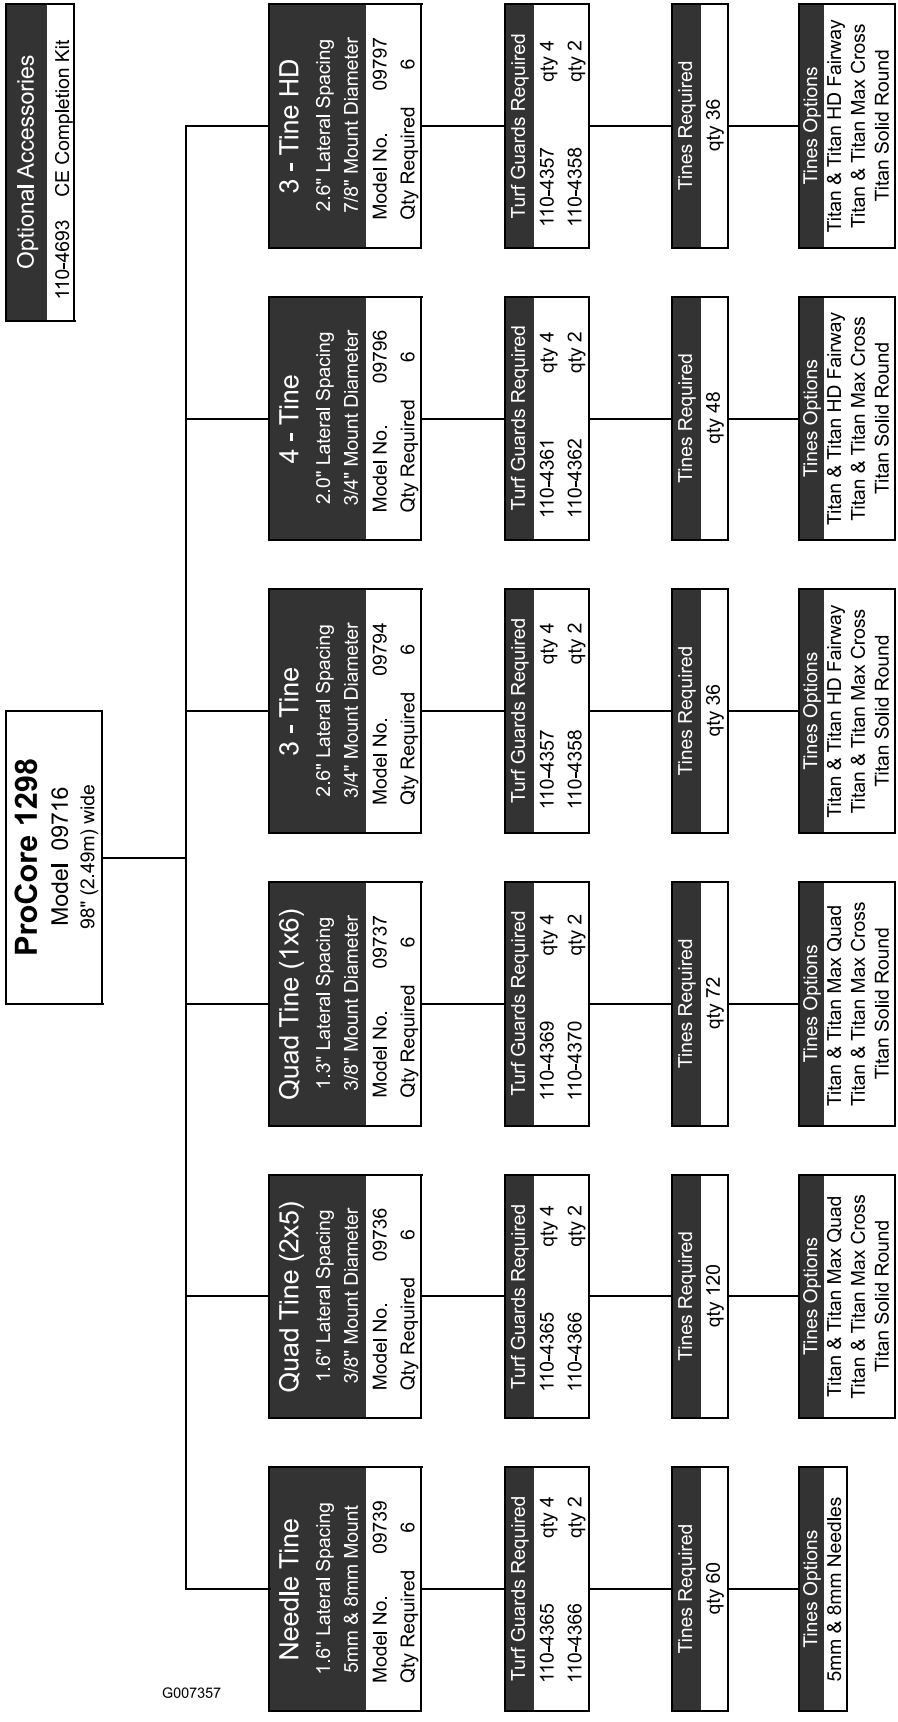 ProCore 1298
Model 09716
98" (2.49m) wide
Optional Accessories
110-4693 CE Completion Kit
Needle Tine
1.6" Lateral Spacing
5mm & 8mm Mount
Model No. 09739
Qty Required 6
Turf Guards Required
110-4365 qty 4
110-4366 qty 2
Tines Required
qty 60
Tines Options
5mm & 8mm Needles
Quad Tine (2x5)
1.6" Lateral Spacing
3/8" Mount Diameter
Model No. 09736
Qty Required 6
Turf Guards Required
110-4365 qty 4
110-4366 qty 2
Tines Required
qty 120
Tines Options
Titan & Titan Max Quad
Titan & Titan Max Cross
Titan Solid Round
Quad Tine (1x6)
1.3" Lateral Spacing
3/8" Mount Diameter
Model No. 09737
Qty Required 6
Turf Guards Required
110-4369 qty 4
110-4370 qty 2
Tines Required
qty 72
Tines Options
Titan & Titan Max Quad
Titan & Titan Max Cross
Titan Solid Round
3 - Tine
2.6" Lateral Spacing
3/4" Mount Diameter
Model No. 09794
Qty Required 6
Turf Guards Required
110-4357 qty 4
110-4358 qty 2
Tines Required
qty 36
Tines Options
Titan & Titan HD Fairway
Titan & Titan Max Cross
Titan Solid Round
4 - Tine
2.0" Lateral Spacing
3/4" Mount Diameter
Model No. 09796
Qty Required 6
Turf Guards Required
110-4361 qty 4
110-4362 qty 2
Tines Required
qty 48
Tines Options
Titan & Titan HD Fairway
Titan & Titan Max Cross
Titan Solid Round
3 - Tine HD
2.6" Lateral Spacing
7/8" Mount Diameter
Model No. 09797
Qty Required 6
Turf Guards Required
110-4357 qty 4
110-4358 qty 2
Tines Required
qty 36
Tines Options
Titan & Titan HD Fairway
Titan & Titan Max Cross
Titan Solid Round
G007357